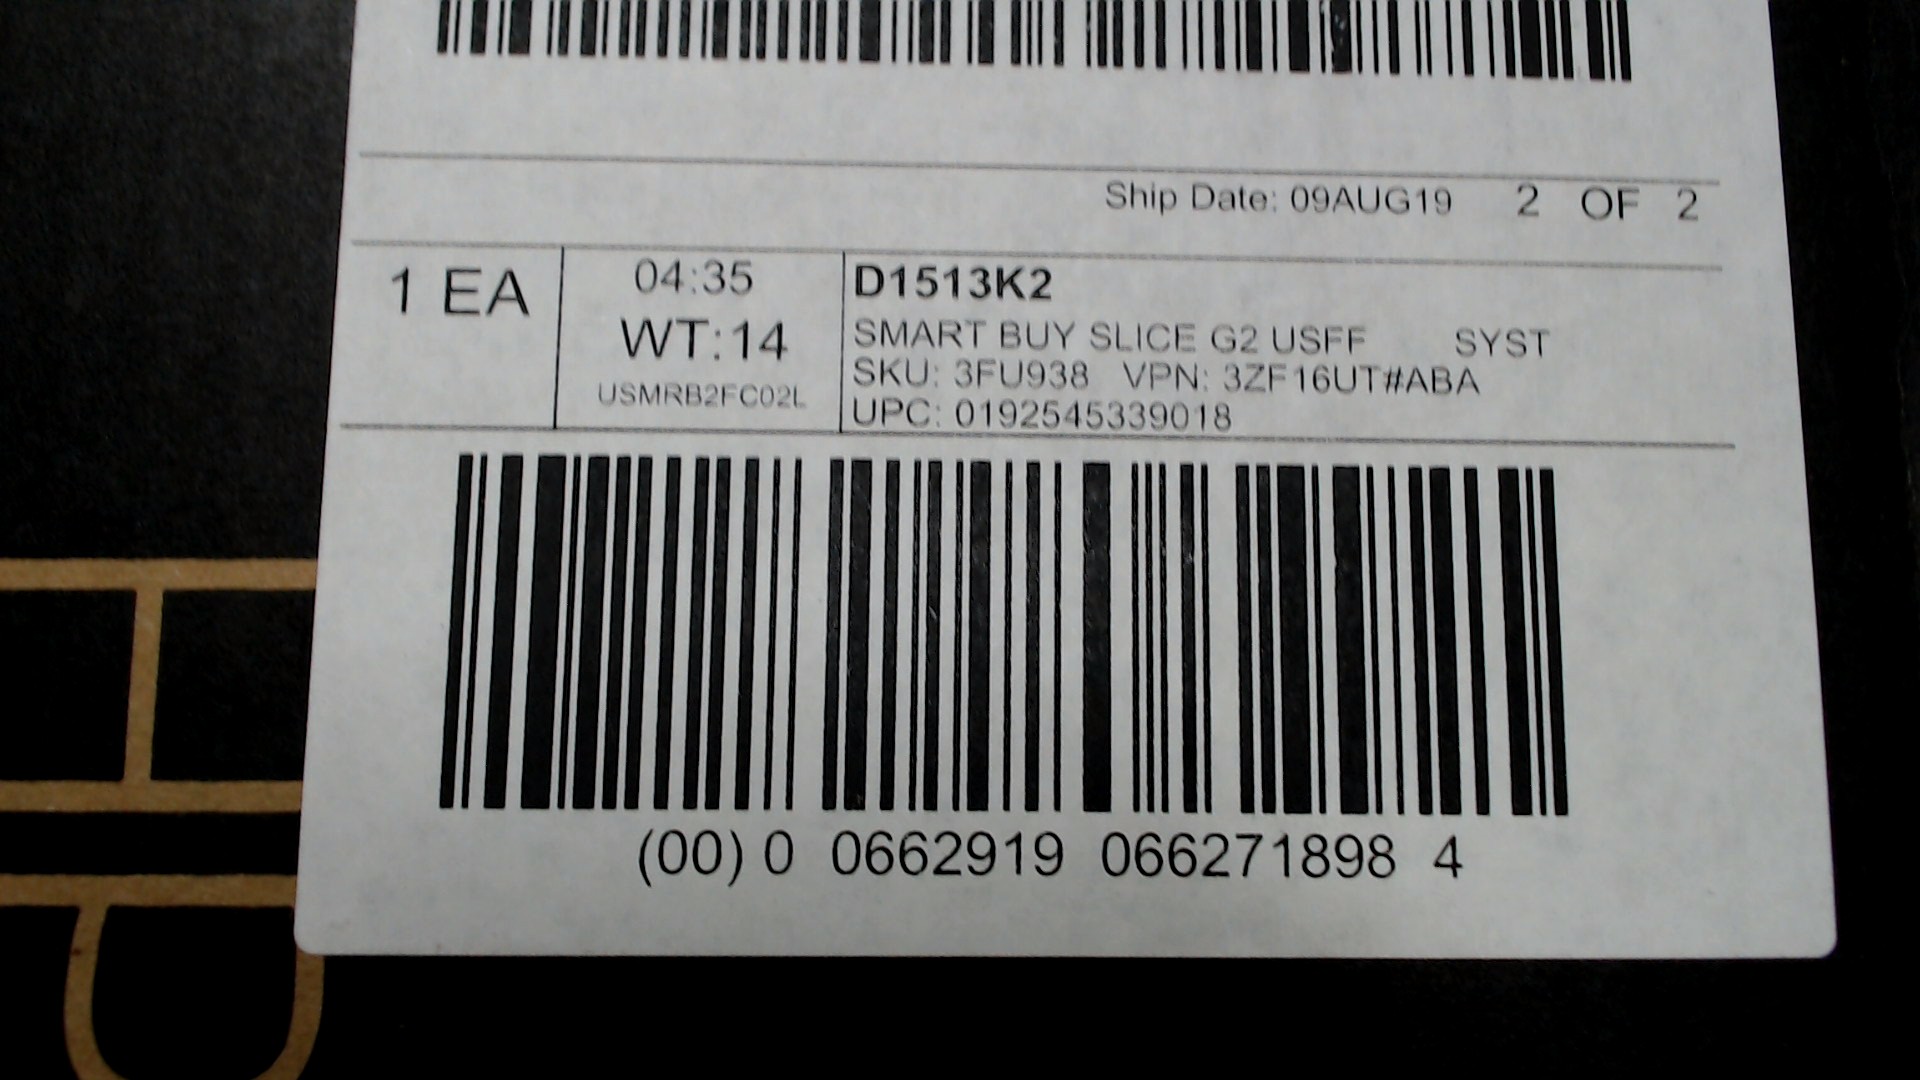 Ship Date: 09AUG19 2 OF 2
1 EA
04:35
WT:14
USMRB2FC02L
D1513K2
SMART BUY SLICE G2 USFF SYST
SKU: 3FU938 VPN: 3ZF16UT#ABA
UPC: 0192545339018
(00) 0 0662919 066271898 4